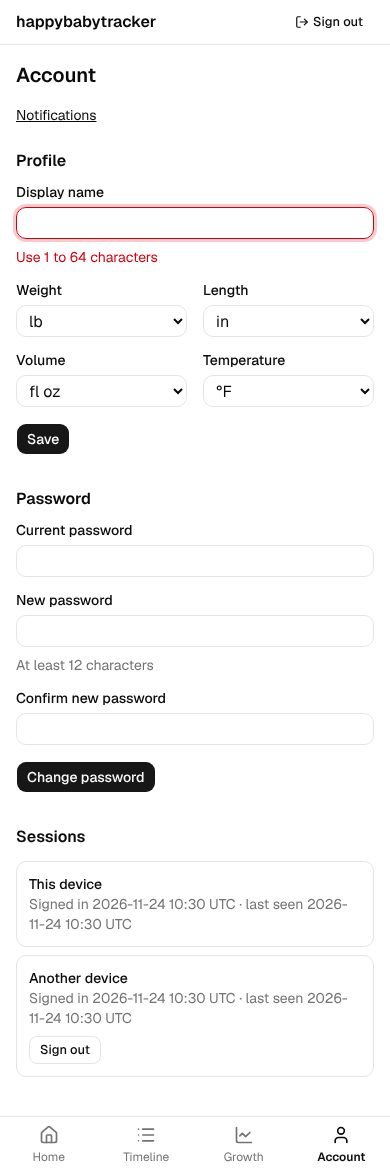 happybabytracker
Sign out
Account
Notifications
Profile
Display name
Use 1 to 64 characters
Weight
Length
lb
in
Volume
Temperature
fl oz
°F
Save
Password
Current password
New password
At least 12 characters
Confirm new password
Change password
Sessions
This device
Signed in 2026-11-24 10:30 UTC · last seen 2026-
11-24 10:30 UTC
Another device
Signed in 2026-11-24 10:30 UTC · last seen 2026-
11-24 10:30 UTC
Sign out
Home
Timeline
Growth
Account